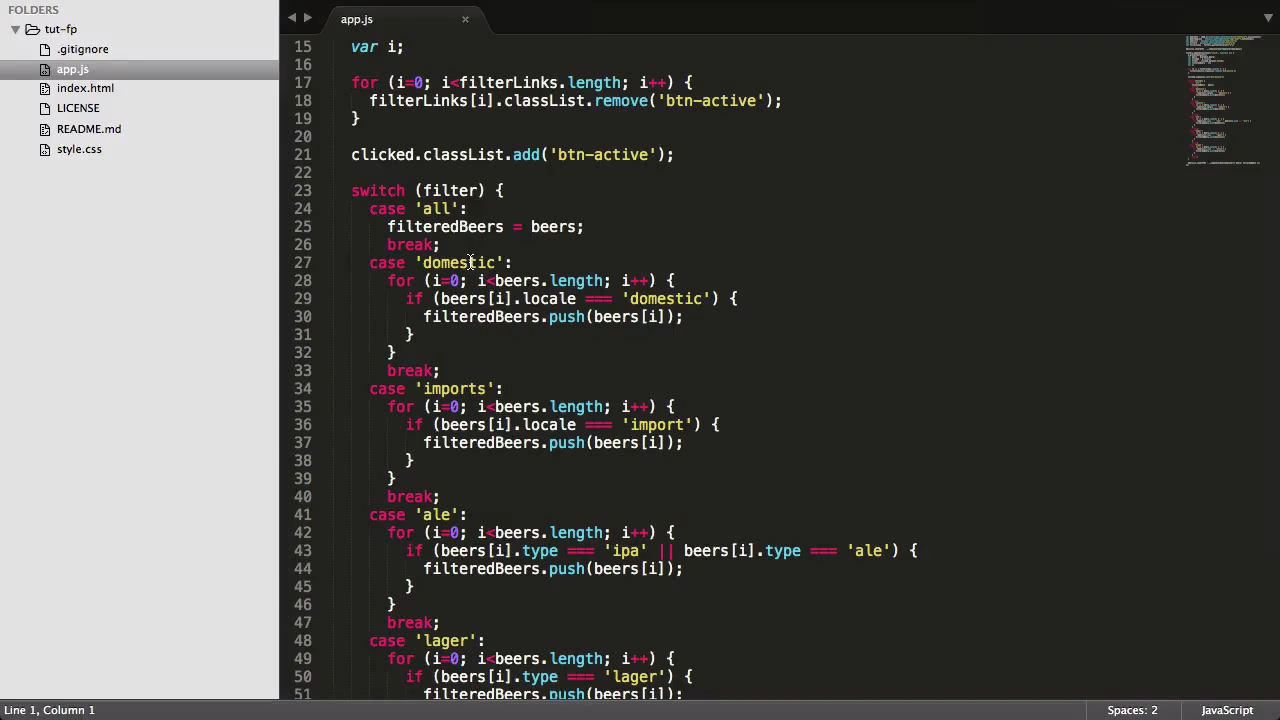 FOLDERS
tut-fp
.gitignore
app.js
index.html
LICENSE
README.md
style.css
app.js
15 var i;
16
17 for (i=0; i<filterLinks.length; i++) {
18 filterLinks[i].classList.remove('btn-active');
19 }
20
21 clicked.classList.add('btn-active');
22
23 switch (filter) {
24 case 'all':
25 filteredBeers = beers;
26 break;
27 case 'domestic':
28 for (i=0; i<beers.length; i++) {
29 if (beers[i].locale === 'domestic') {
30 filteredBeers.push(beers[i]);
31 }
32 }
33 break;
34 case 'imports':
35 for (i=0; i<beers.length; i++) {
36 if (beers[i].locale === 'import') {
37 filteredBeers.push(beers[i]);
38 }
39 }
40 break;
41 case 'ale':
42 for (i=0; i<beers.length; i++) {
43 if (beers[i].type === 'ipa' || beers[i].type === 'ale') {
44 filteredBeers.push(beers[i]);
45 }
46 }
47 break;
48 case 'lager':
49 for (i=0; i<beers.length; i++) {
50 if (beers[i].type === 'lager') {
51 filteredBeers.push(beers[i]);
Line 1, Column 1
Spaces: 2
JavaScript